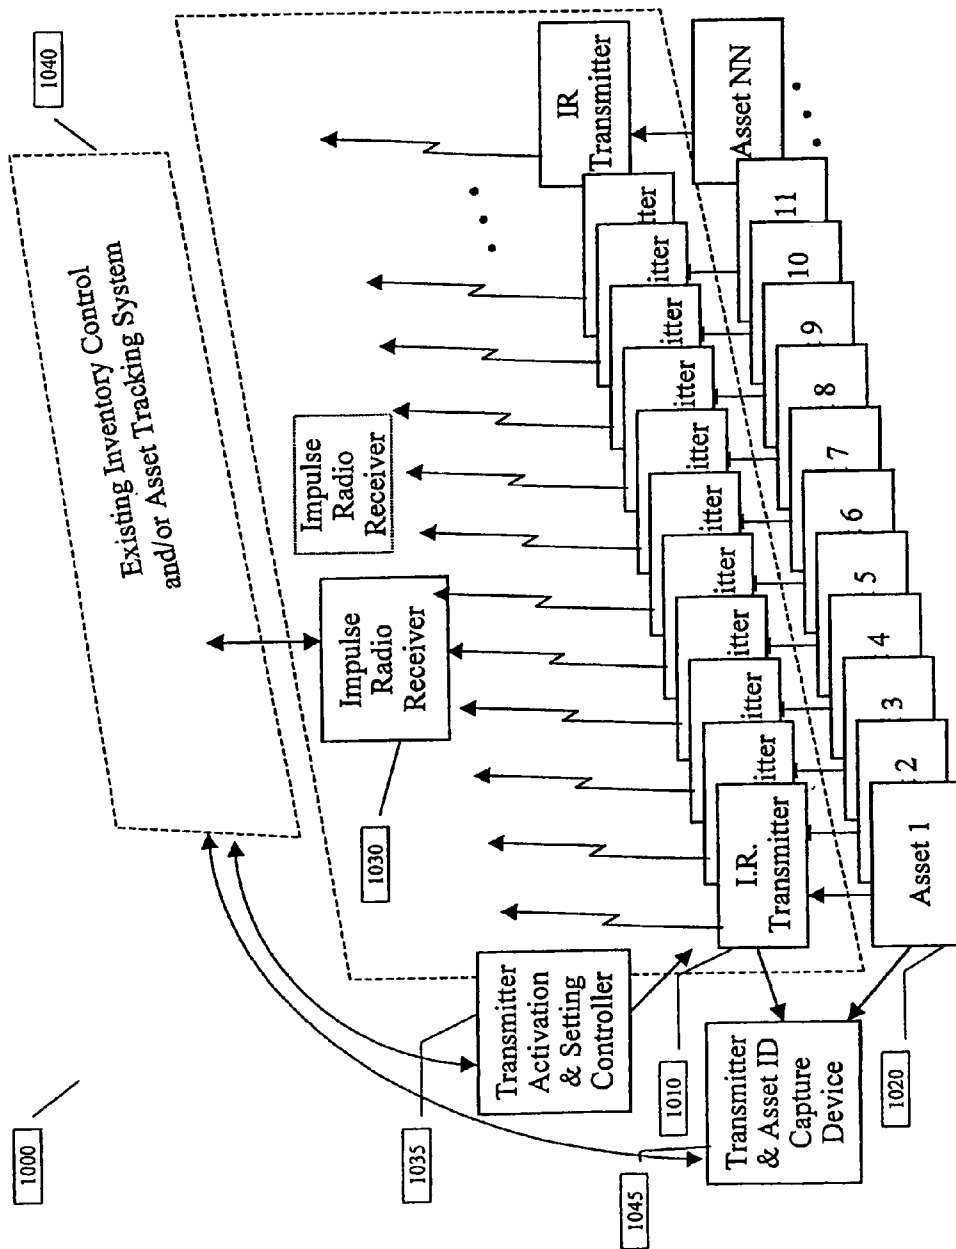 1000
1040
Existing Inventory Control
and/or Asset Tracking System
1035
1045
1030
Impulse
Radio
Receiver
Impulse
Radio
Receiver
Transmitter
Activation
& Setting
Controller
1010
Transmitter
& Asset ID
Capture
Device
1020
I.R.
Transmitter
itter
itter
itter
itter
itter
itter
itter
itter
itter
itter
IR
Transmitter
Asset 1
2
3
4
5
6
7
8
9
10
11
Asset NN